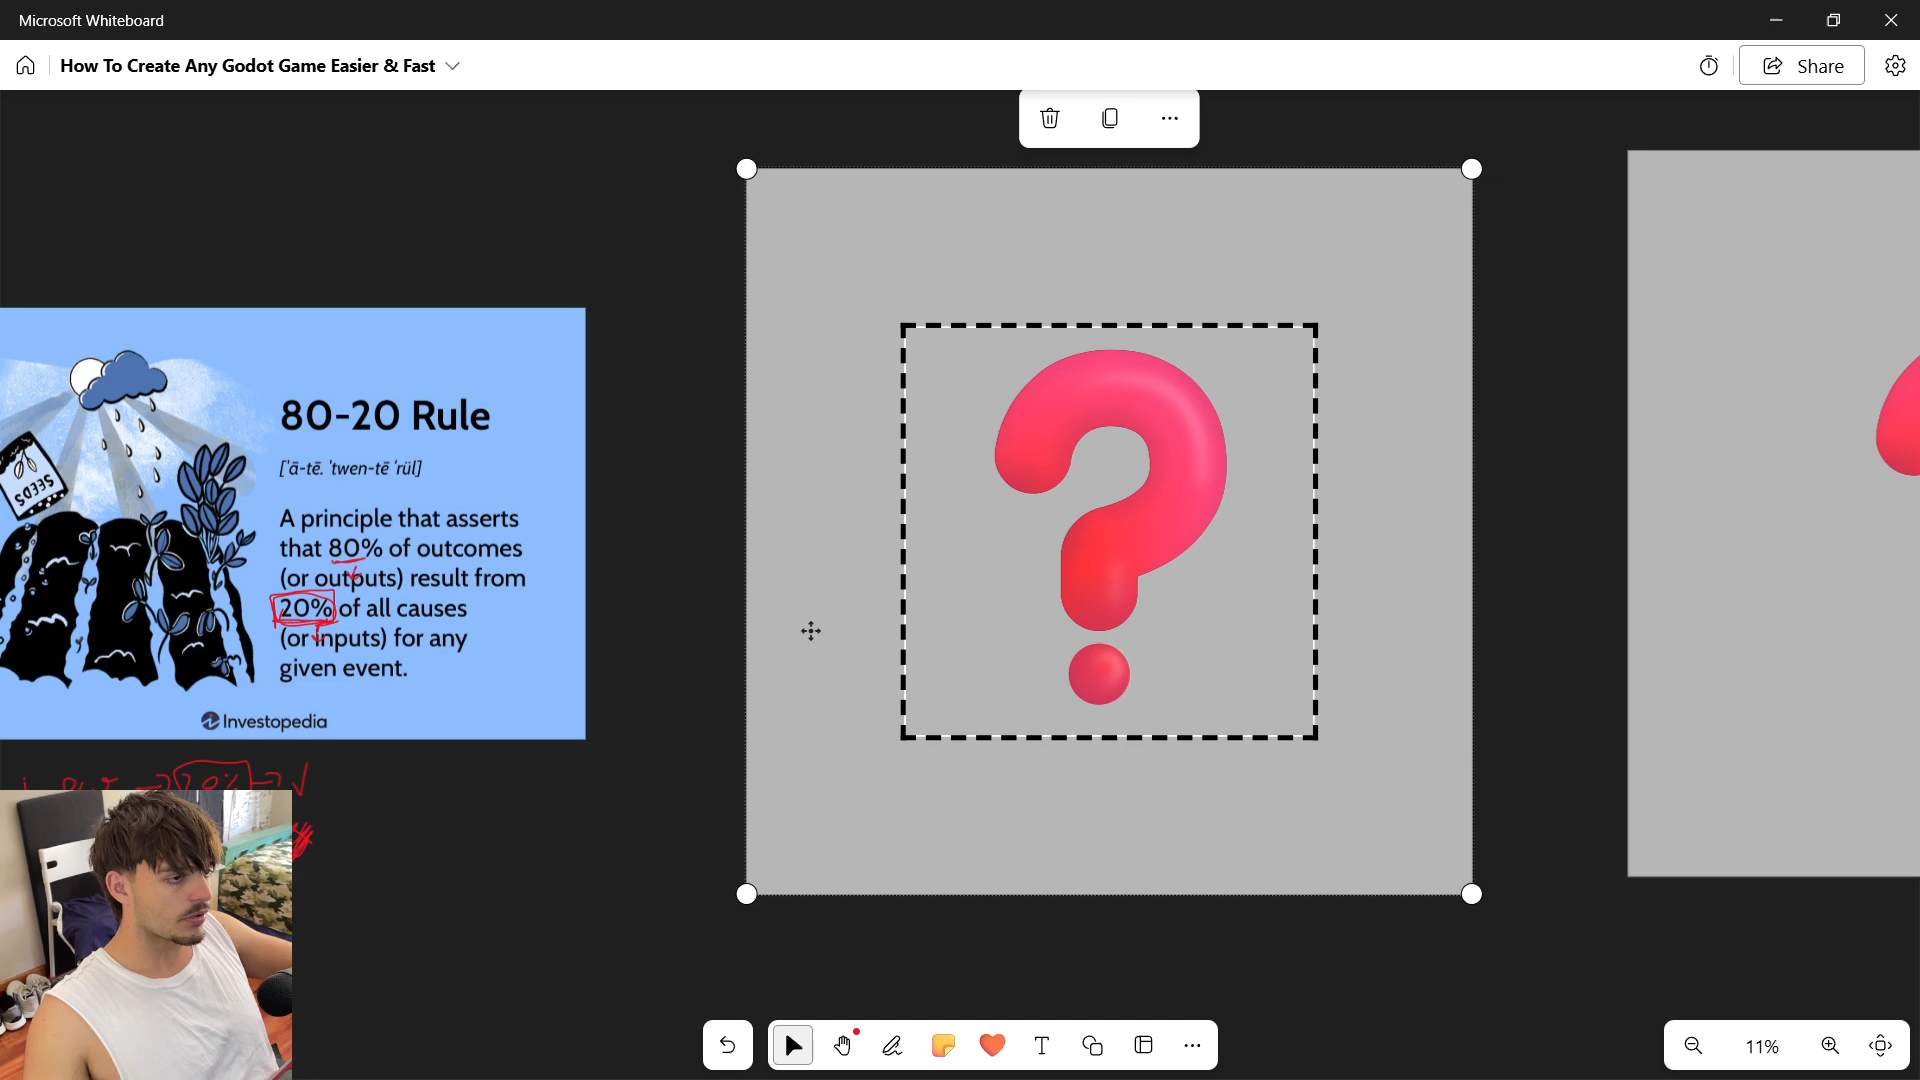 Microsoft Whiteboard
How To Create Any Godot Game Easier & Fast
Share
80-20 Rule
['ā-tē. 'twen-tē 'rül]
A principle that asserts
that 80% of outcomes
(or outputs) result from
20% of all causes
(or inputs) for any
given event.
SEEDS
Investopedia
11%